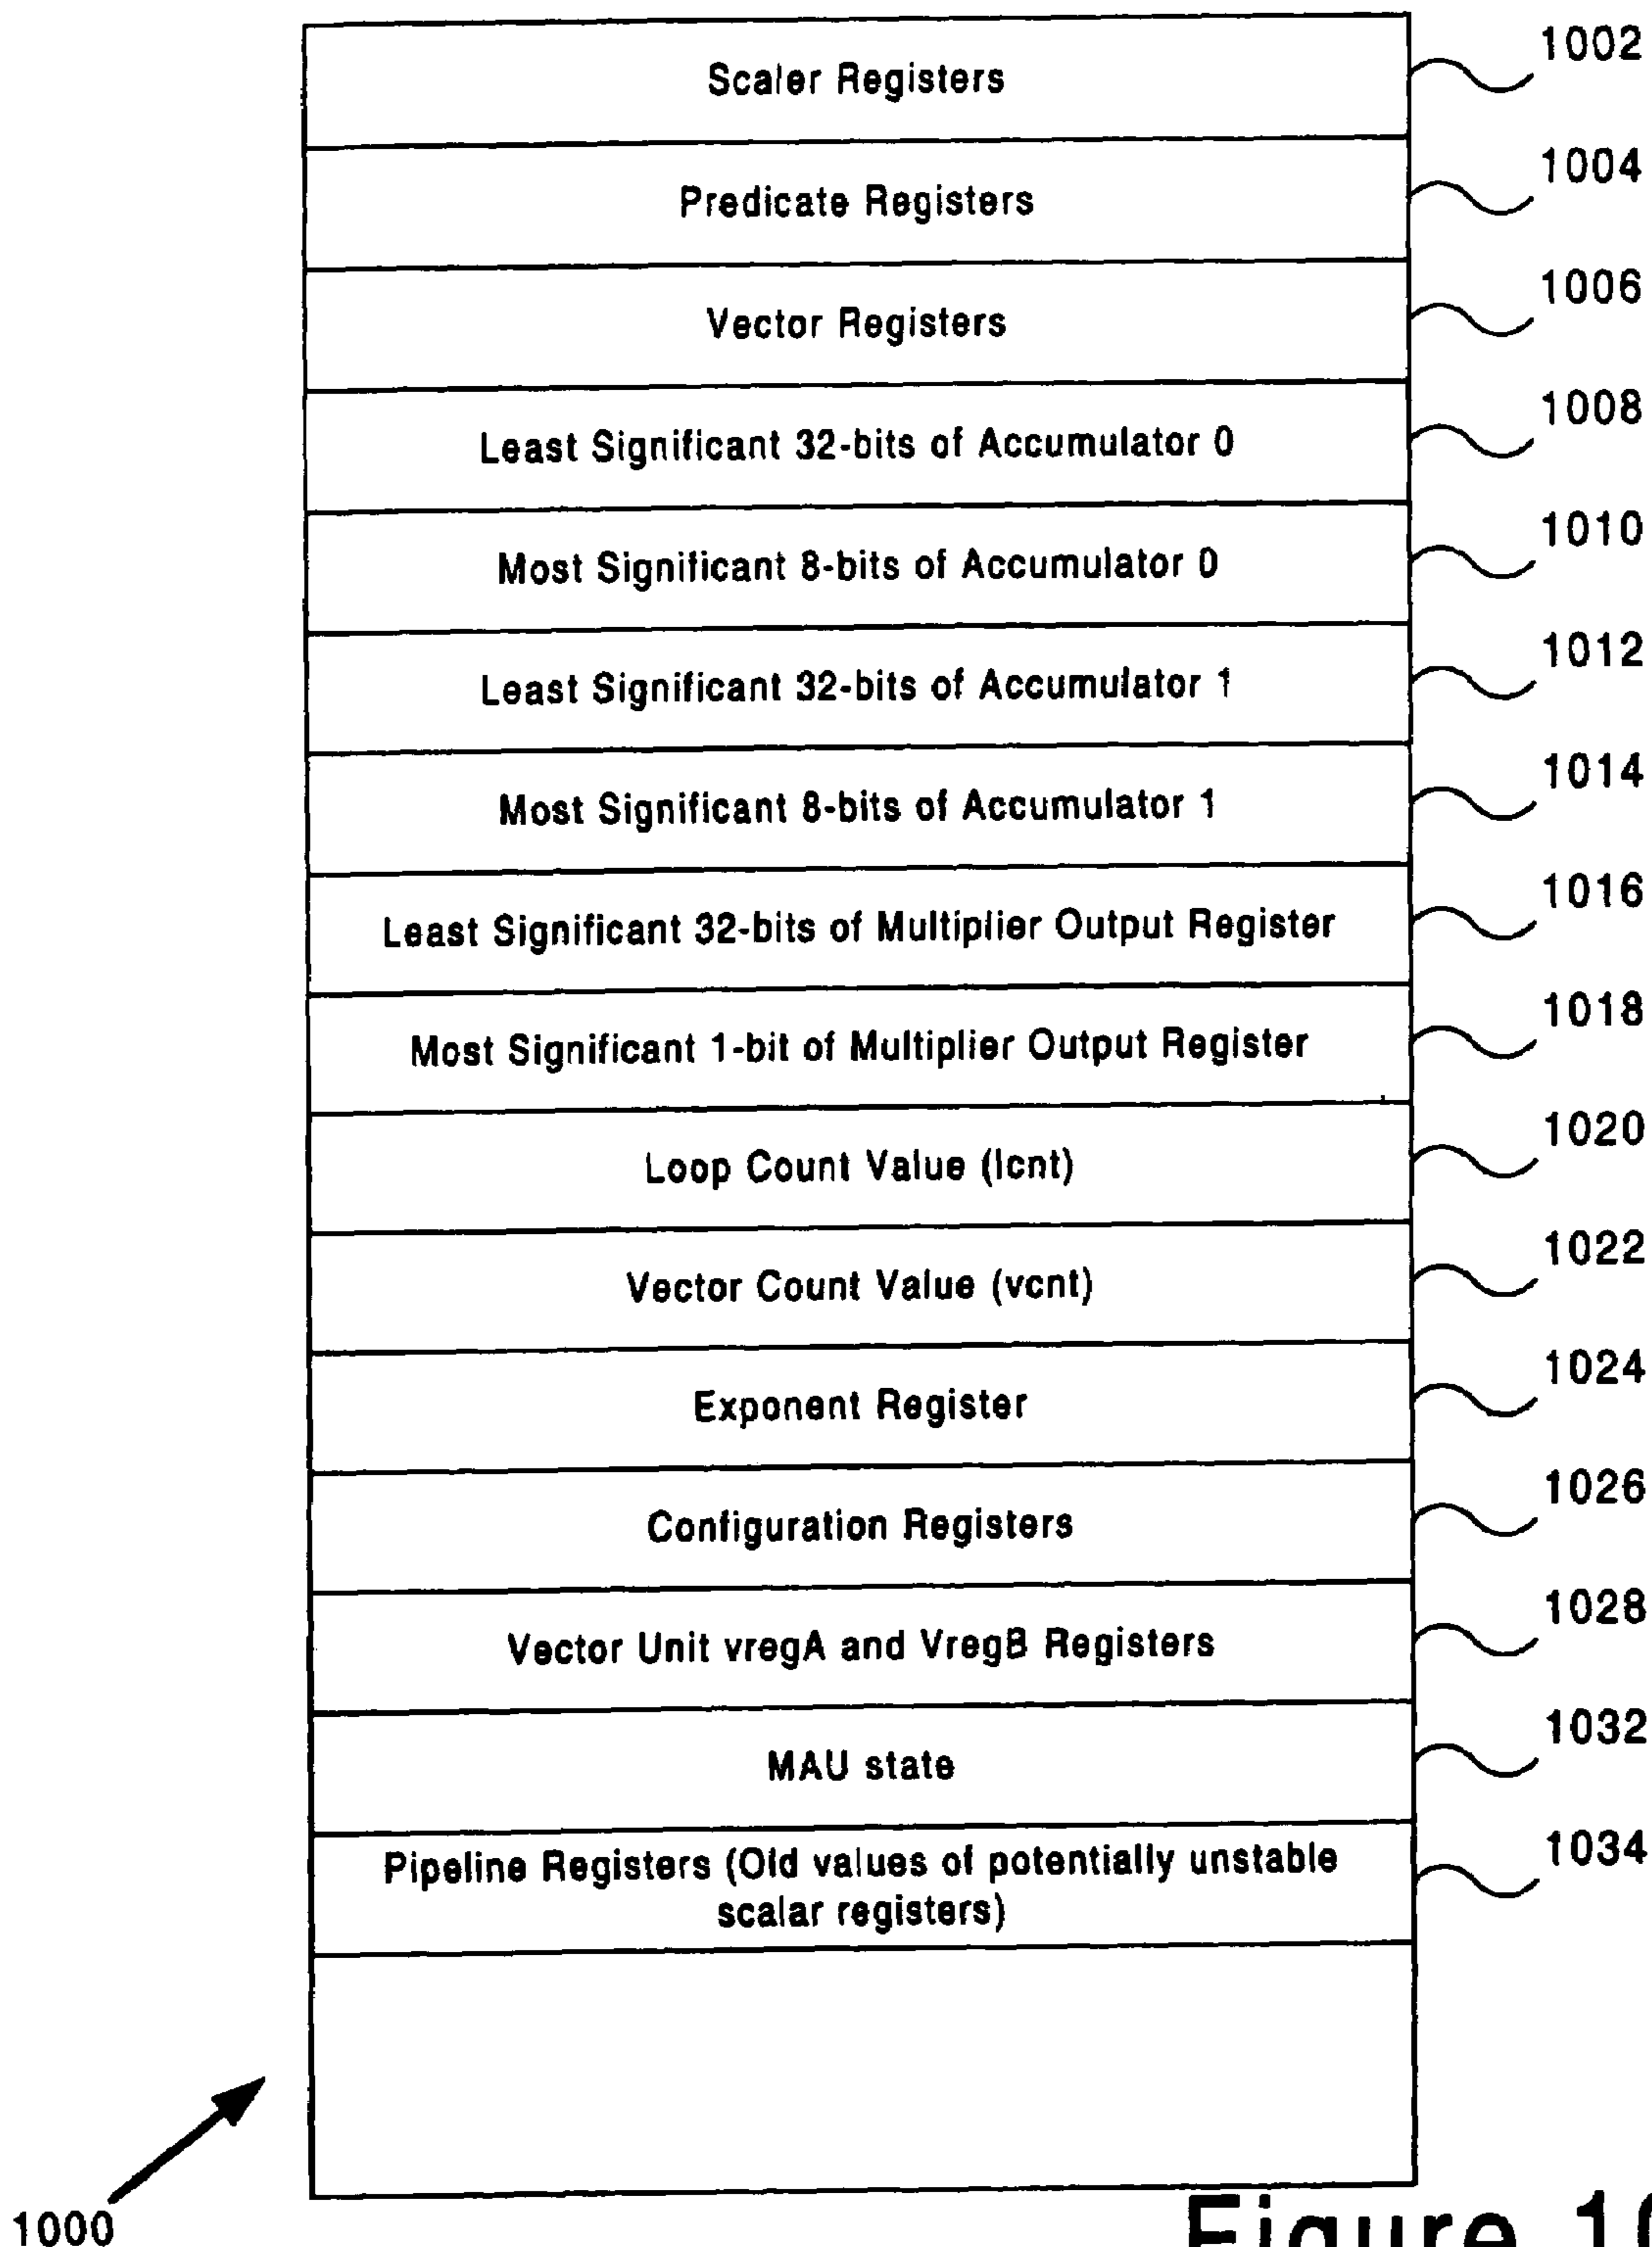 Scaler Registers 1002
Predicate Registers 1004
Vector Registers 1006
Least Significant 32-bits of Accumulator 0 1008
Most Significant 8-bits of Accumulator 0 1010
Least Significant 32-bits of Accumulator 1 1012
Most Significant 8-bits of Accumulator 1 1014
Least Significant 32-bits of Multiplier Output Register 1016
Most Significant 1-bit of Multiplier Output Register 1018
Loop Count Value (lcnt) 1020
Vector Count Value (vcnt) 1022
Exponent Register 1024
Configuration Registers 1026
Vector Unit vregA and VregB Registers 1028
MAU state 1032
Pipeline Registers (Old values of potentially unstable 1034
scalar registers)
1000
Figure 10